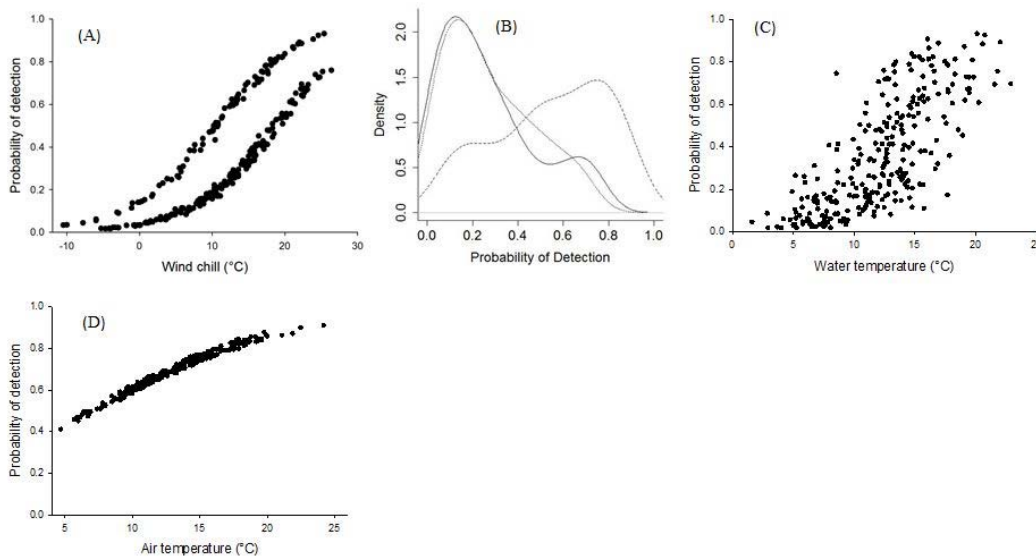 (A)
Probability of detection
1.0
0.8
0.6
0.4
0.2
0.0
-10 0 10 20 30
Wind chill (°C)
(B)
Density
2.0
1.5
1.0
0.5
0.0
0.0 0.2 0.4 0.6 0.8 1.0
Probability of Detection
(C)
Probability of detection
1.0
0.8
0.6
0.4
0.2
0.0
0 5 10 15 20 25
Water temperature (°C)
(D)
Probability of detection
1.0
0.8
0.6
0.4
0.2
0.0
5 10 15 20 25
Air temperature (°C)